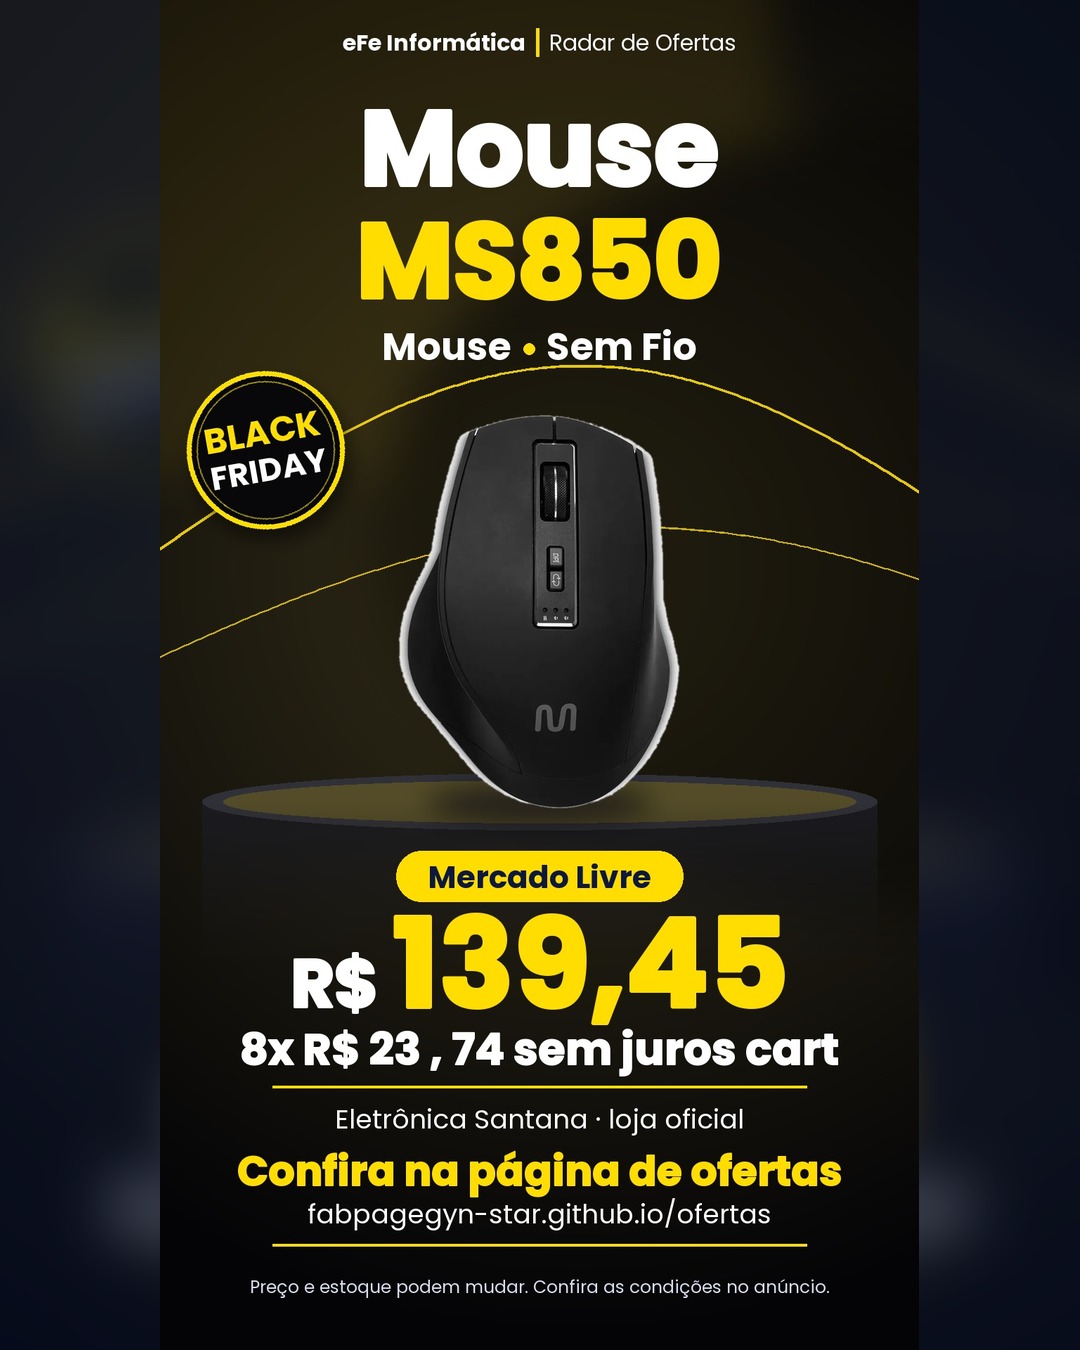 eFe Informática | Radar de Ofertas
Mouse
MS850
Mouse • Sem Fio
BLACK
FRIDAY
Mercado Livre
R$ 139,45
8x R$ 23 , 74 sem juros cart
Eletrônica Santana · loja oficial
Confira na página de ofertas
fabpagegyn-star.github.io/ofertas
Preço e estoque podem mudar. Confira as condições no anúncio.